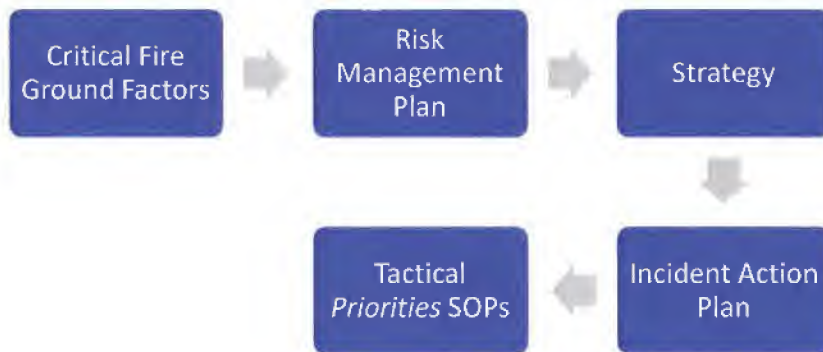 Critical Fire
Ground Factors
Risk
Management
Plan
Strategy
Incident Action
Plan
Tactical
Priorities SOPs